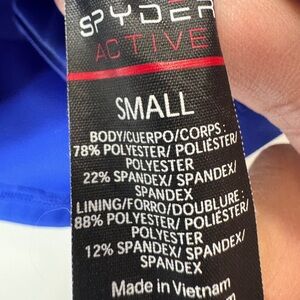 SPYDER
ACTIVE
SMALL
BODY/CUERPO/CORPS :
78% POLYESTER/ POLIÉSTER/
POLYESTER
22% SPANDEX/ SPANDEX/
SPANDEX
LINING/FORRO/DOUBLURE :
88% POLYESTER/ POLIÉSTER/
POLYESTER
12% SPANDEX/ SPANDEX/
SPANDEX
Made in Vietnam